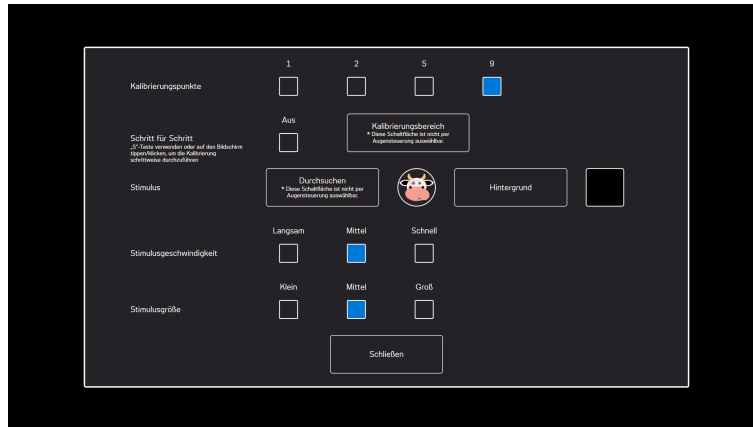 1 2 5 9
Kalibrierungspunkte
Aus
Schritt für Schritt
„S“-Taste verwenden oder auf den Bildschirm
tippen/klicken, um die Kalibrierung
schrittweise durchzuführen
Kalibrierungsbereich
* Diese Schaltfläche ist nicht per
Augensteuerung auswählbar.
Stimulus
Durchsuchen
* Diese Schaltfläche ist nicht per
Augensteuerung auswählbar.
Hintergrund
Langsam Mittel Schnell
Stimulusgeschwindigkeit
Klein Mittel Groß
Stimulusgröße
Schließen